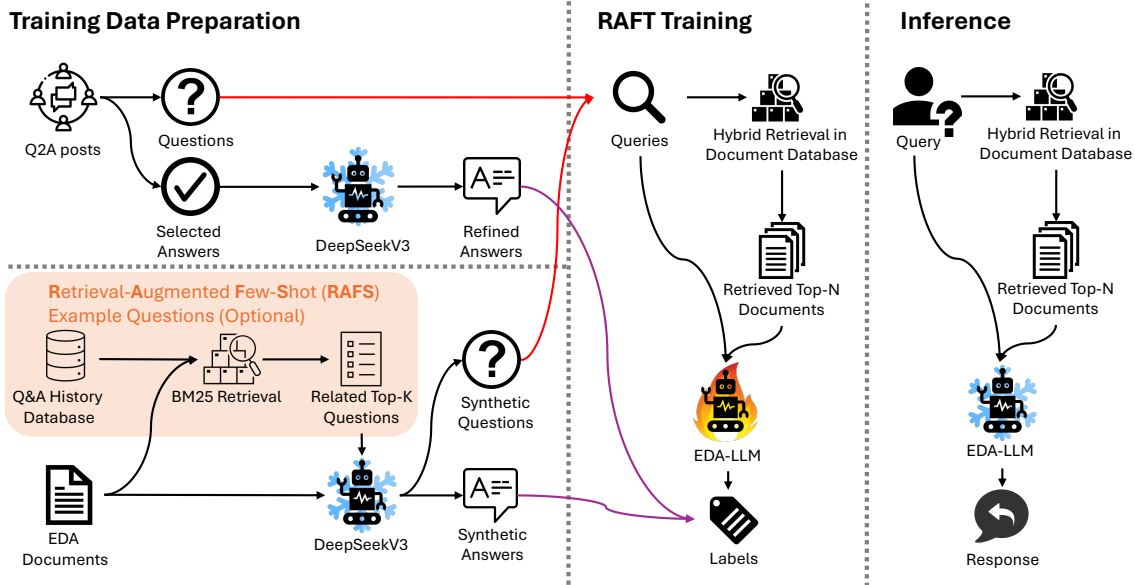 Training Data Preparation
Q2A posts
Questions
Selected
Answers
DeepSeekV3
Refined
Answers
Retrieval-Augmented Few-Shot (RAFS)
Example Questions (Optional)
Q&A History
Database
BM25 Retrieval
Related Top-K
Questions
Synthetic
Questions
EDA
Documents
DeepSeekV3
Synthetic
Answers
RAFT Training
Queries
Hybrid Retrieval in
Document Database
Retrieved Top-N
Documents
EDA-LLM
Labels
Inference
Query
Hybrid Retrieval in
Document Database
Retrieved Top-N
Documents
EDA-LLM
Response